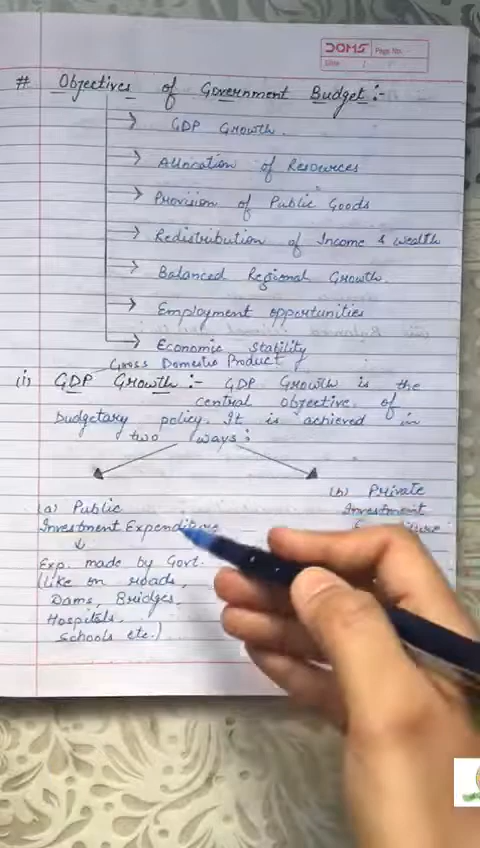 DOMS
Page No.
Date
# Objectives of Government Budget :-
→ GDP Growth.
→ Allocation of Resources
→ Provision of Public Goods
→ Redistribution of Income & wealth
→ Balanced Regional Growth.
→ Employment opportunities
→ Economic Stability
Gross Domestic Product
(i) GDP Growth :- GDP Growth is the
central objective of
budgetary policy. It is achieved in
two ways:
(a) Public
Investment Expenditure
↓
Exp. made by Govt.
(like on roads,
Dams, Bridges,
Hospitals,
Schools etc.)
(b) Private
Investment